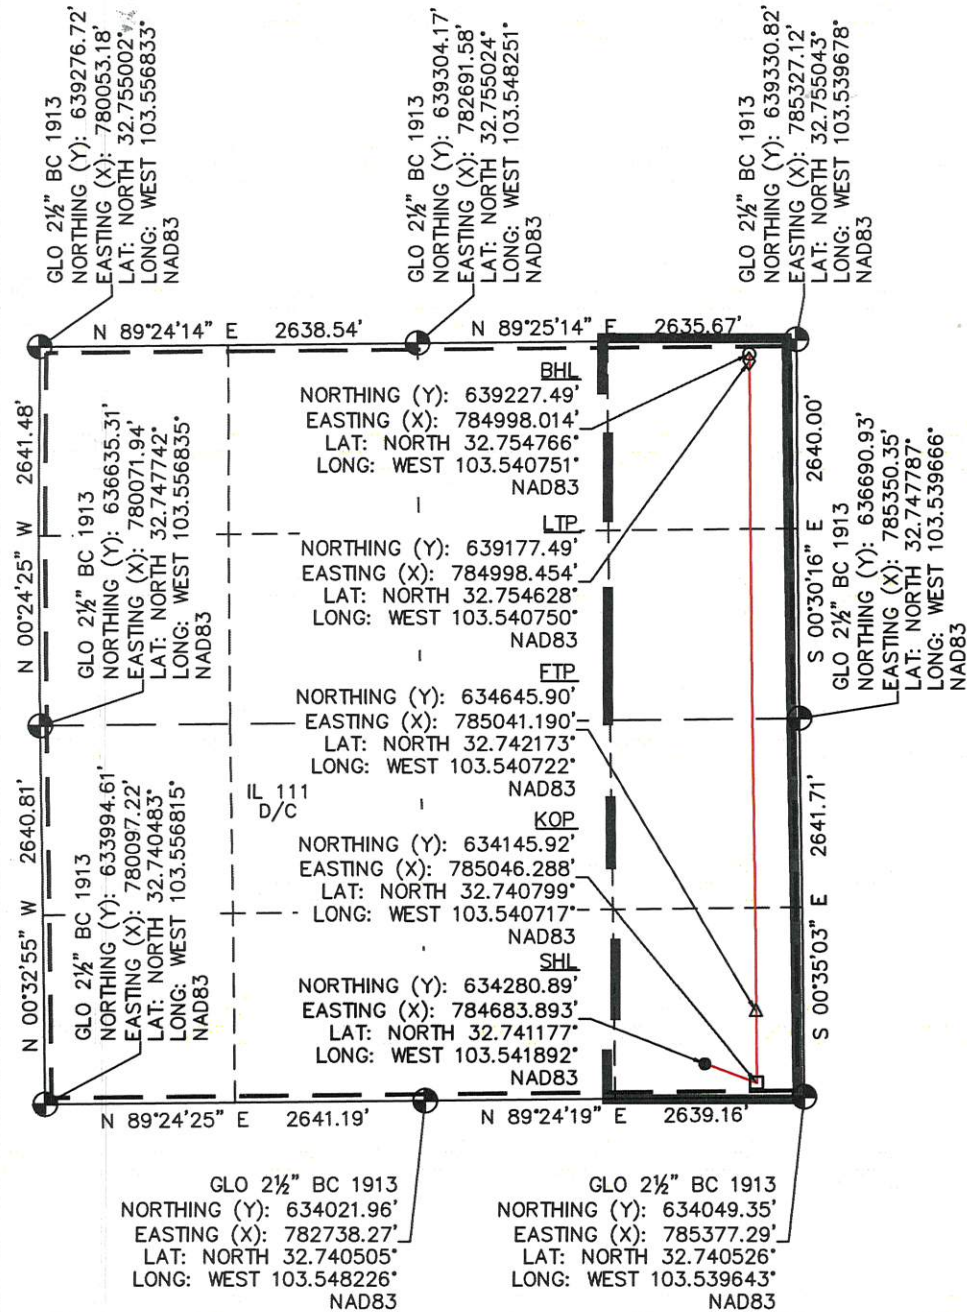 GLO 2½" BC 1913
NORTHING (Y): 639276.72'
EASTING (X): 780053.18'
LAT: NORTH 32.755002°
LONG: WEST 103.556833°
NAD83
GLO 2½" BC 1913
NORTHING (Y): 639304.17'
EASTING (X): 782691.58'
LAT: NORTH 32.755024°
LONG: WEST 103.548251°
NAD83
GLO 2½" BC 1913
NORTHING (Y): 639330.82'
EASTING (X): 785327.12'
LAT: NORTH 32.755043°
LONG: WEST 103.539678°
NAD83
N 89°24'14" E 2638.54'
N 89°25'14" E 2635.67'
N 00°24'25" W 2641.48'
GLO 2½" BC 1913
NORTHING (Y): 636635.31'
EASTING (X): 780071.94'
LAT: NORTH 32.747742°
LONG: WEST 103.556835°
NAD83
N 00°32'55" W 2640.81'
GLO 2½" BC 1913
NORTHING (Y): 633994.61'
EASTING (X): 780097.22'
LAT: NORTH 32.740483°
LONG: WEST 103.556815°
NAD83
IL 111
D/C
BHL
NORTHING (Y): 639227.49'
EASTING (X): 784998.014'
LAT: NORTH 32.754766°
LONG: WEST 103.540751°
NAD83
LTP
NORTHING (Y): 639177.49'
EASTING (X): 784998.454'
LAT: NORTH 32.754628°
LONG: WEST 103.540750°
NAD83
FTP
NORTHING (Y): 634645.90'
EASTING (X): 785041.190'
LAT: NORTH 32.742173°
LONG: WEST 103.540722°
NAD83
KOP
NORTHING (Y): 634145.92'
EASTING (X): 785046.288'
LAT: NORTH 32.740799°
LONG: WEST 103.540717°
NAD83
SHL
NORTHING (Y): 634280.89'
EASTING (X): 784683.893'
LAT: NORTH 32.741177°
LONG: WEST 103.541892°
NAD83
S 00°30'16" E 2640.00'
GLO 2½" BC 1913
NORTHING (Y): 636690.93'
EASTING (X): 785350.35'
LAT: NORTH 32.747787°
LONG: WEST 103.539666°
NAD83
S 00°35'03" E 2641.71'
N 89°24'25" E 2641.19'
N 89°24'19" E 2639.16'
GLO 2½" BC 1913
NORTHING (Y): 634021.96'
EASTING (X): 782738.27'
LAT: NORTH 32.740505°
LONG: WEST 103.548226°
NAD83
GLO 2½" BC 1913
NORTHING (Y): 634049.35'
EASTING (X): 785377.29'
LAT: NORTH 32.740526°
LONG: WEST 103.539643°
NAD83